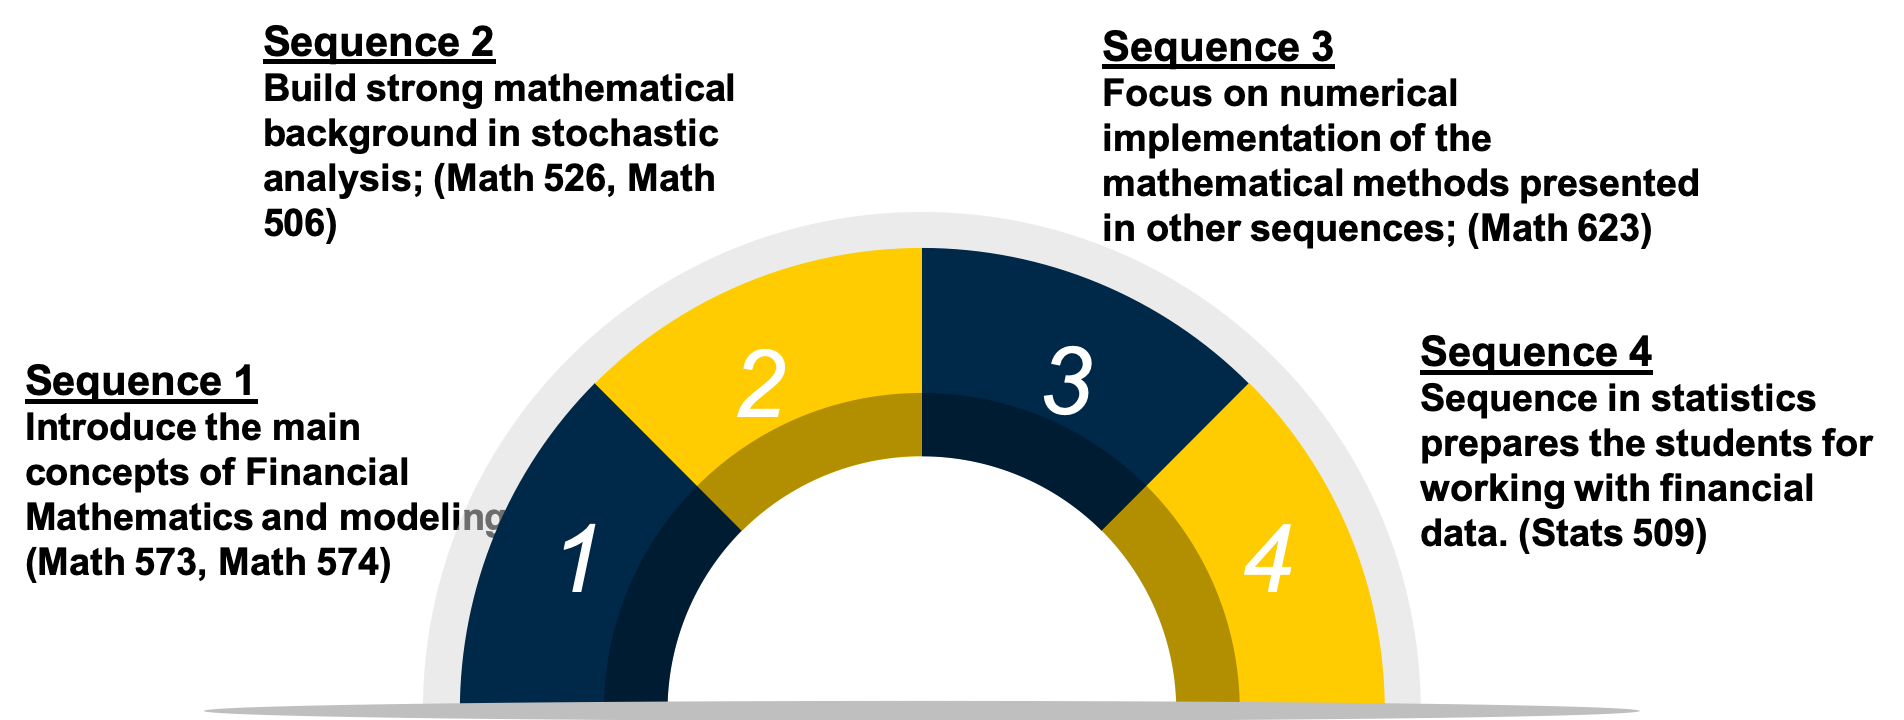 Sequence 1
Introduce the main
concepts of Financial
Mathematics and modeling
(Math 573, Math 574)
Sequence 2
Build strong mathematical
background in stochastic
analysis; (Math 526, Math
506)
Sequence 3
Focus on numerical
implementation of the
mathematical methods presented
in other sequences; (Math 623)
Sequence 4
Sequence in statistics
prepares the students for
working with financial
data. (Stats 509)
1
2
3
4